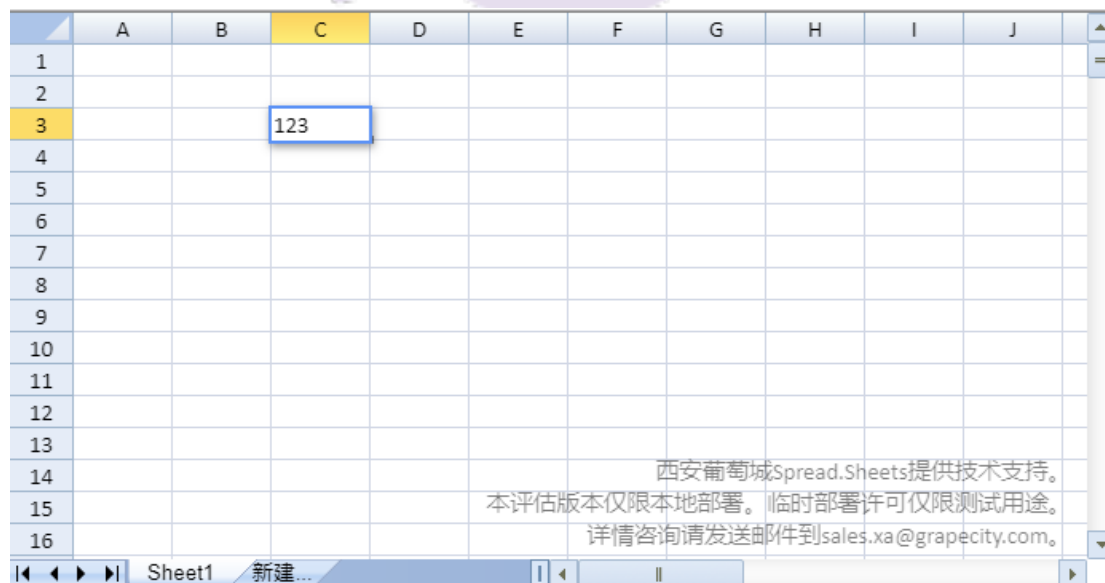 A B C D E F G H I J
1
2
3 123
4
5
6
7
8
9
10
11
12
13
14 西安葡萄城Spread.Sheets提供技术支持。
15 本评估版本仅限本地部署。临时部署许可仅限测试用途。
16 详情咨询请发送邮件到sales.xa@grapecity.com。
Sheet1 新建...